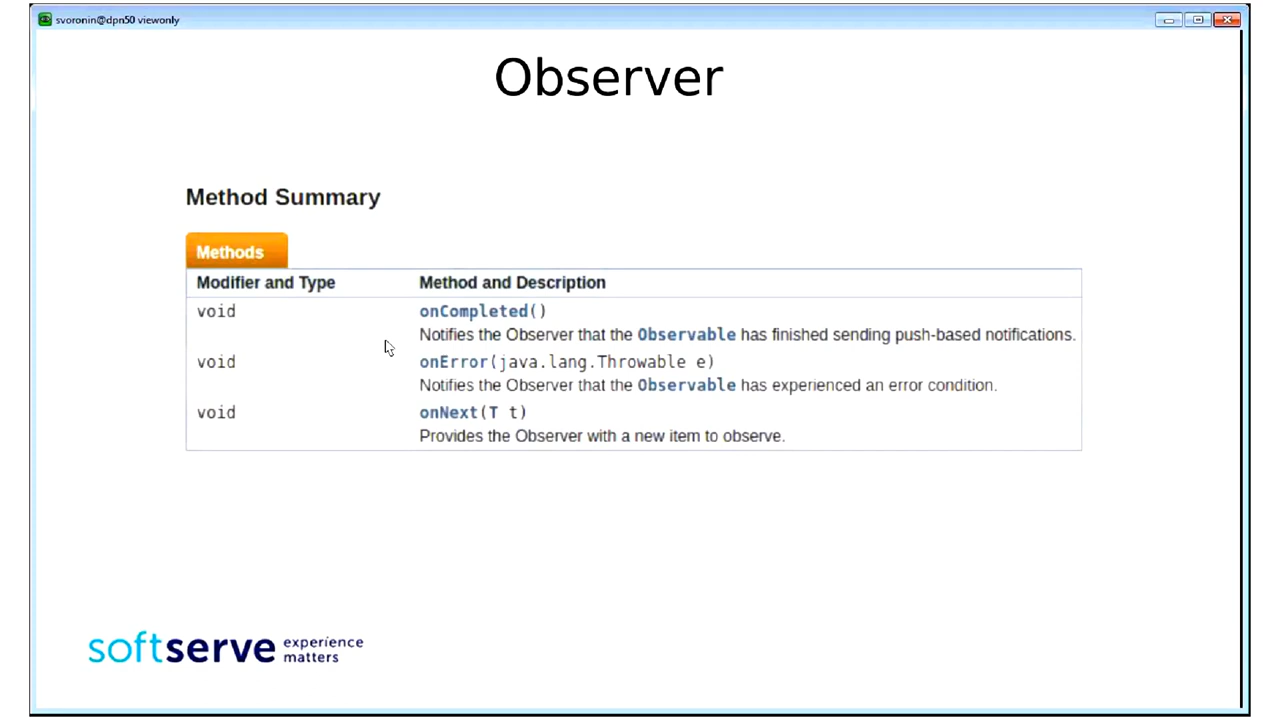 svoronin@dpn50 viewonly
Observer
Method Summary
Methods
Modifier and Type Method and Description
void onCompleted()
Notifies the Observer that the Observable has finished sending push-based notifications.
void onError(java.lang.Throwable e)
Notifies the Observer that the Observable has experienced an error condition.
void onNext(T t)
Provides the Observer with a new item to observe.
softserve experience
matters